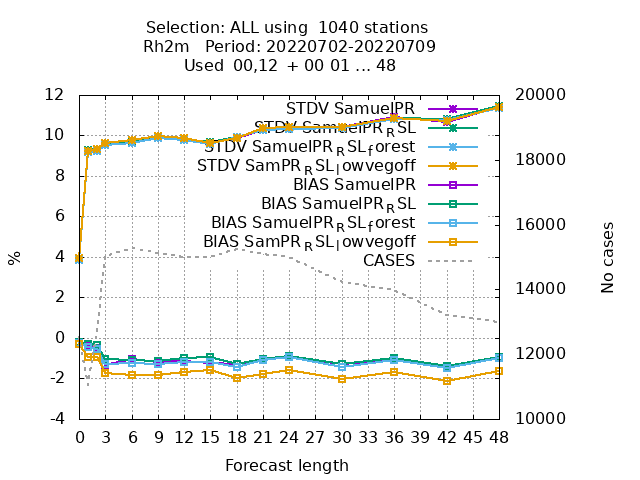 Selection: ALL using  1040 stations
Rh2m   Period: 20220702-20220709
Used  00,12  + 00 01 ... 48
12
10
8
6
4
2
0
-2
-4
%
20000
18000
16000
14000
12000
10000
No cases
STDV SamuelPR
STDV SamuelPR_RSL
STDV SamuelPR_RSL_forest
STDV SamPR_RSL_lowvegoff
BIAS SamuelPR
BIAS SamuelPR_RSL
BIAS SamuelPR_RSL_forest
BIAS SamPR_RSL_lowvegoff
CASES
0 3 6 9 12 15 18 21 24 27 30 33 36 39 42 45 48
Forecast length